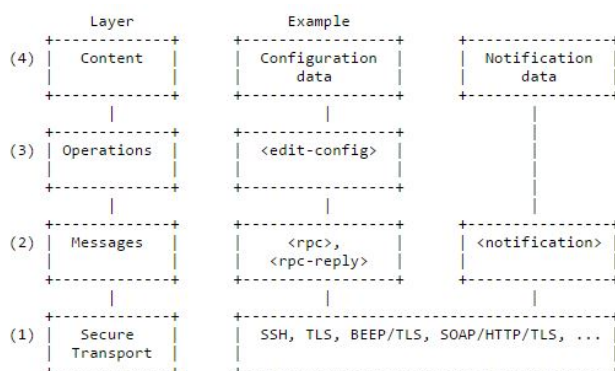 Layer Example
(4) Content Configuration Notification
data data
(3) Operations <edit-config>
(2) Messages <rpc>, <notification>
<rpc-reply>
(1) Secure SSH, TLS, BEEP/TLS, SOAP/HTTP/TLS, ...
Transport